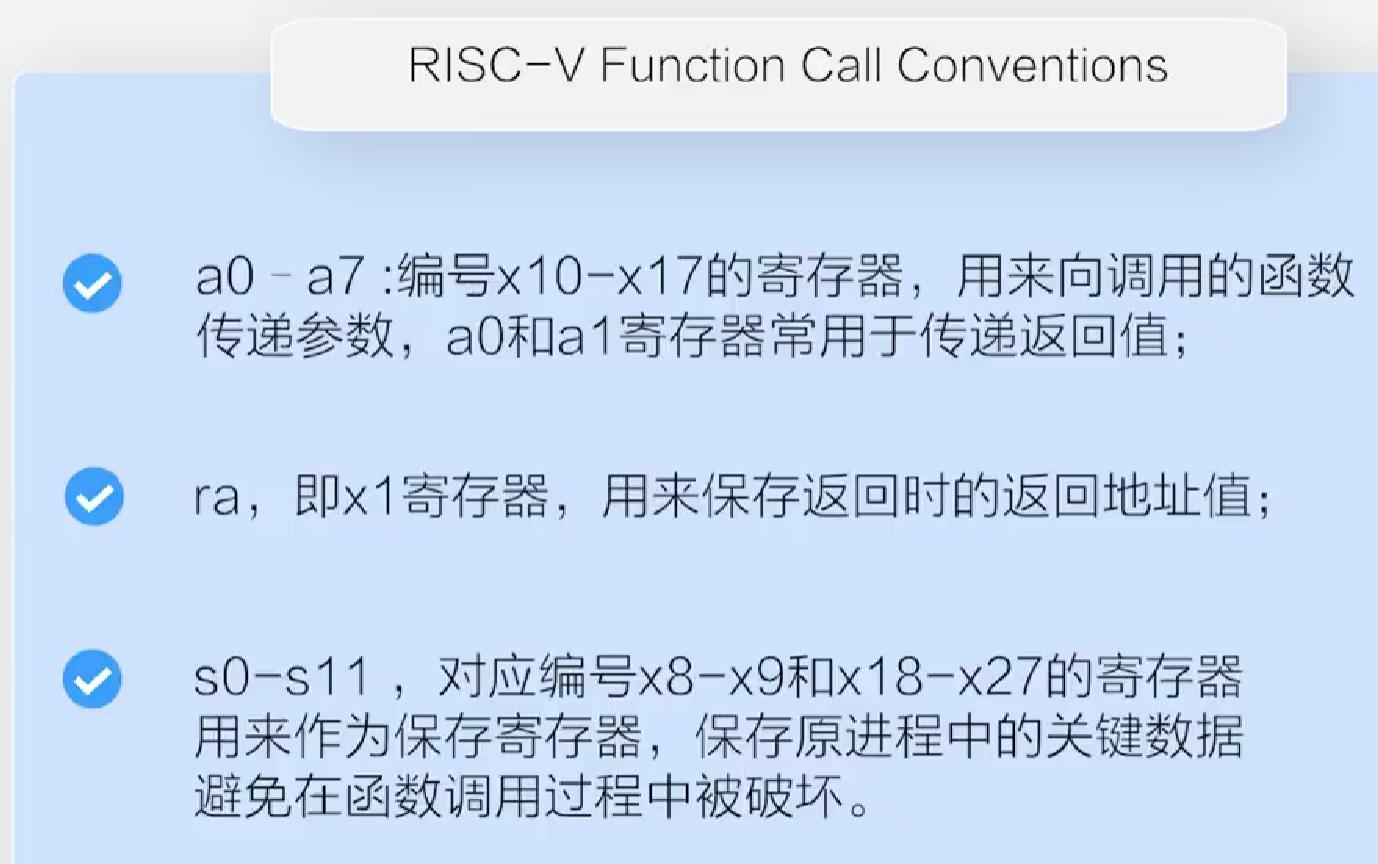 RISC-V Function Call Conventions
a0 - a7 :编号x10-x17的寄存器，用来向调用的函数
传递参数，a0和a1寄存器常用于传递返回值；
ra，即x1寄存器，用来保存返回时的返回地址值；
s0-s11 ，对应编号x8-x9和x18-x27的寄存器
用来作为保存寄存器，保存原进程中的关键数据
避免在函数调用过程中被破坏。